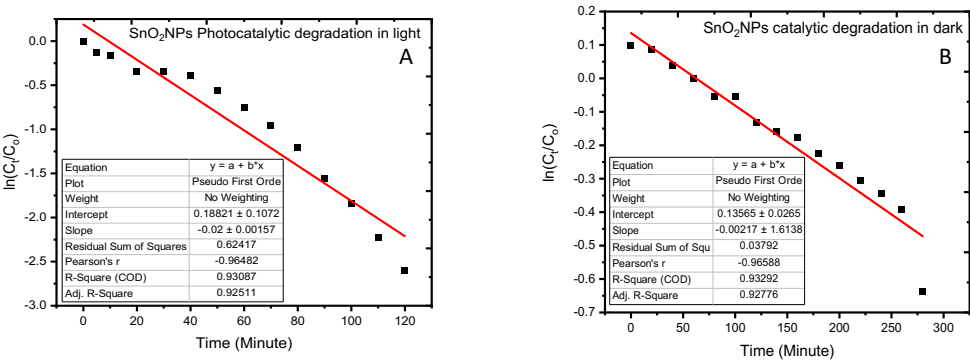 SnO2NPs Photocatalytic degradation in light
A
0.0
-0.5
-1.0
-1.5
-2.0
-2.5
-3.0
ln(Ct/Co)
Equation y = a + b*x
Plot Pseudo First Orde
Weight No Weighting
Intercept 0.18821 ± 0.1072
Slope -0.02 ± 0.00157
Residual Sum of Squares 0.62417
Pearson's r -0.96482
R-Square (COD) 0.93087
Adj. R-Square 0.92511
0 20 40 60 80 100 120
Time (Minute)
SnO2NPs catalytic degradation in dark
B
0.2
0.1
0.0
-0.1
-0.2
-0.3
-0.4
-0.5
-0.6
-0.7
ln(Ct/Co)
Equation y = a + b*x
Plot Pseudo First Orde
Weight No Weighting
Intercept 0.13565 ± 0.0265
Slope -0.00217 ± 1.6138
Residual Sum of Squ 0.03792
Pearson's r -0.96588
R-Square (COD) 0.93292
Adj. R-Square 0.92776
0 50 100 150 200 250 300
Time (Minute)